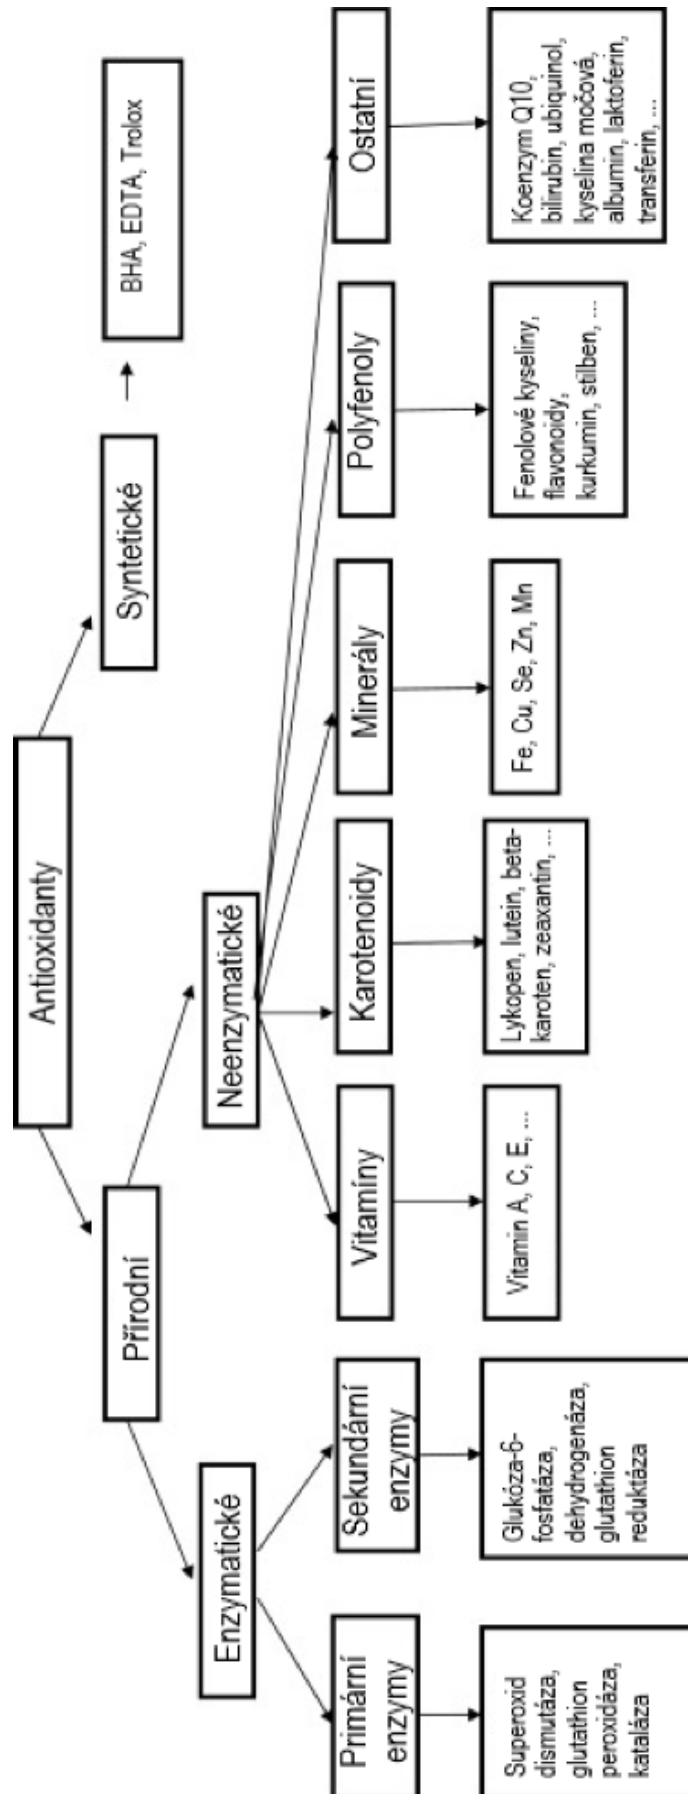 Antioxidanty
Přírodní
Syntetické
BHA, EDTA, Trolox
Enzymatické
Neenzymatické
Primární
enzymy
Sekundární
enzymy
Vitamíny
Karotenoidy
Minerály
Polyfenoly
Ostatní
Superoxid
dismutáza,
glutathion
peroxidáza,
kataláza
Glukóza-6-
fosfatáza,
dehydrogenáza,
glutathion
reduktáza
Vitamin A, C, E, ...
Lykopen, lutein, beta-
karoten, zeaxantin, ...
Fe, Cu, Se, Zn, Mn
Fenolové kyseliny,
flavonoidy,
kurkumin, stilben, ...
Koenzym Q10,
bilirubin, ubiquinol,
kyselina močová,
albumin, laktoferin,
transferin, ...